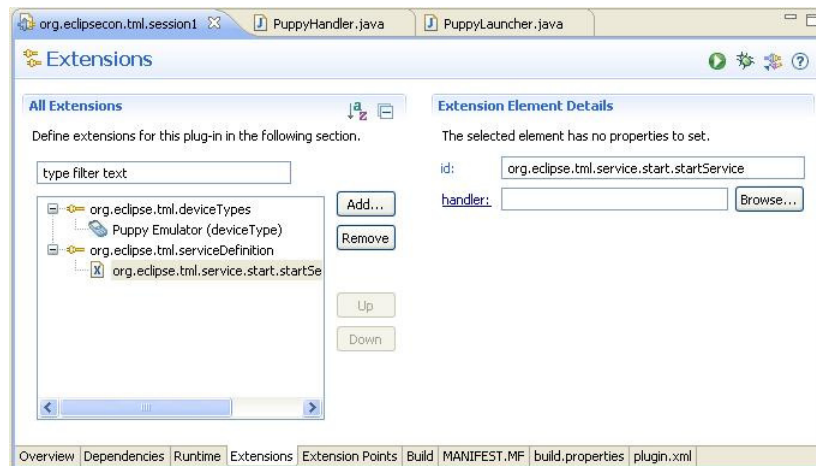 org.eclipsecon.tml.session1 PuppyHandler.java PuppyLauncher.java
Extensions
All Extensions
Define extensions for this plug-in in the following section.
type filter text
org.eclipse.tml.deviceTypes
Puppy Emulator (deviceType)
org.eclipse.tml.serviceDefinition
org.eclipse.tml.service.start.startSe
Add...
Remove
Up
Down
Extension Element Details
The selected element has no properties to set.
id: org.eclipse.tml.service.start.startService
handler: Browse...
Overview Dependencies Runtime Extensions Extension Points Build MANIFEST.MF build.properties plugin.xml